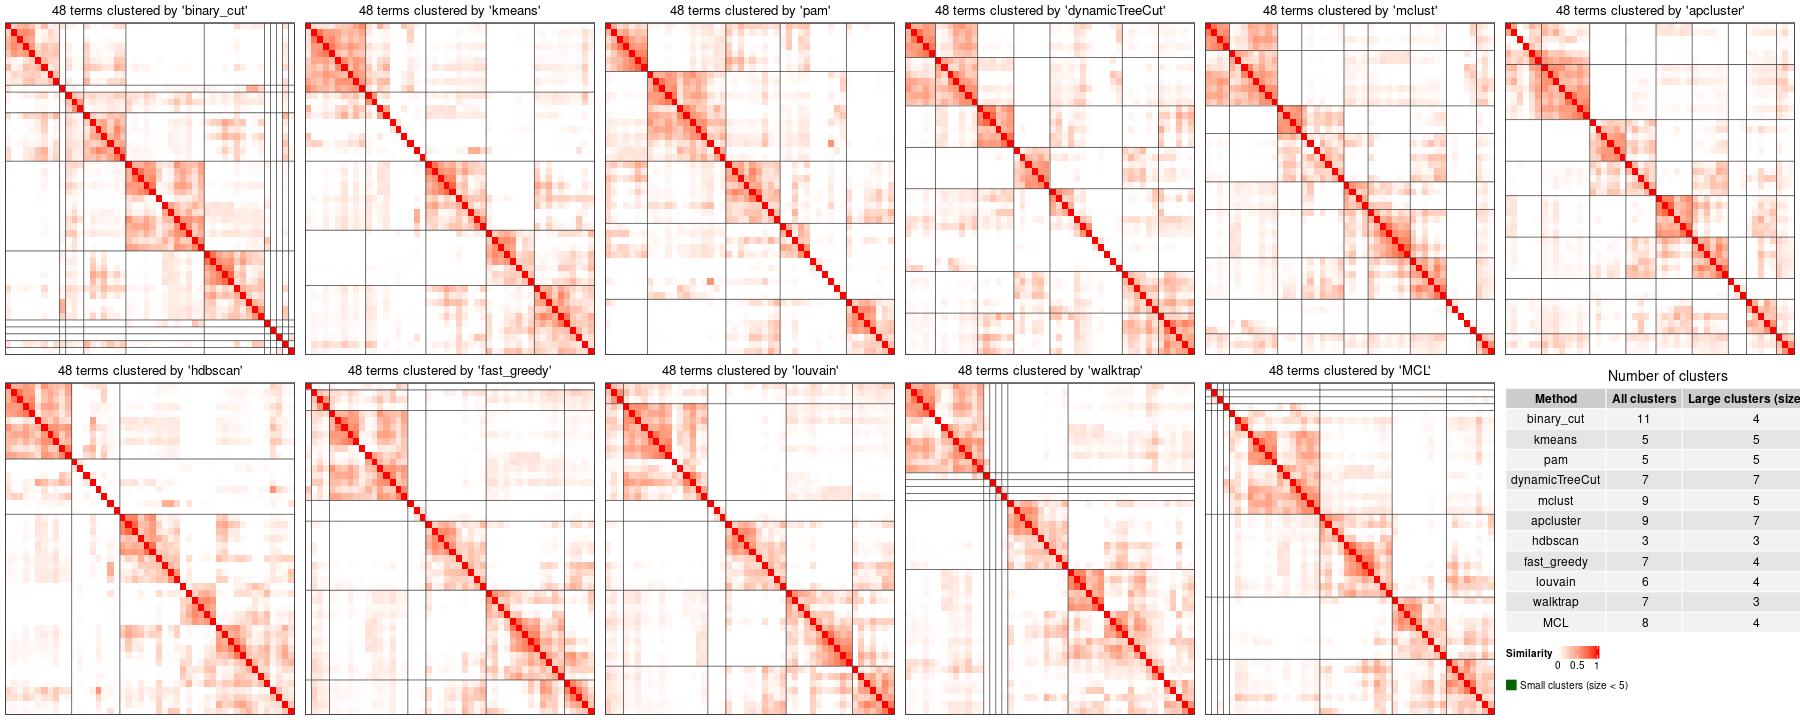 48 terms clustered by 'binary_cut'
48 terms clustered by 'kmeans'
48 terms clustered by 'pam'
48 terms clustered by 'dynamicTreeCut'
48 terms clustered by 'mclust'
48 terms clustered by 'apcluster'
48 terms clustered by 'hdbscan'
48 terms clustered by 'fast_greedy'
48 terms clustered by 'louvain'
48 terms clustered by 'walktrap'
48 terms clustered by 'MCL'
Number of clusters
Method All clusters Large clusters (size
binary_cut 11 4
kmeans 5 5
pam 5 5
dynamicTreeCut 7 7
mclust 9 5
apcluster 9 7
hdbscan 3 3
fast_greedy 7 4
louvain 6 4
walktrap 7 3
MCL 8 4
Similarity
0 0.5 1
Small clusters (size < 5)